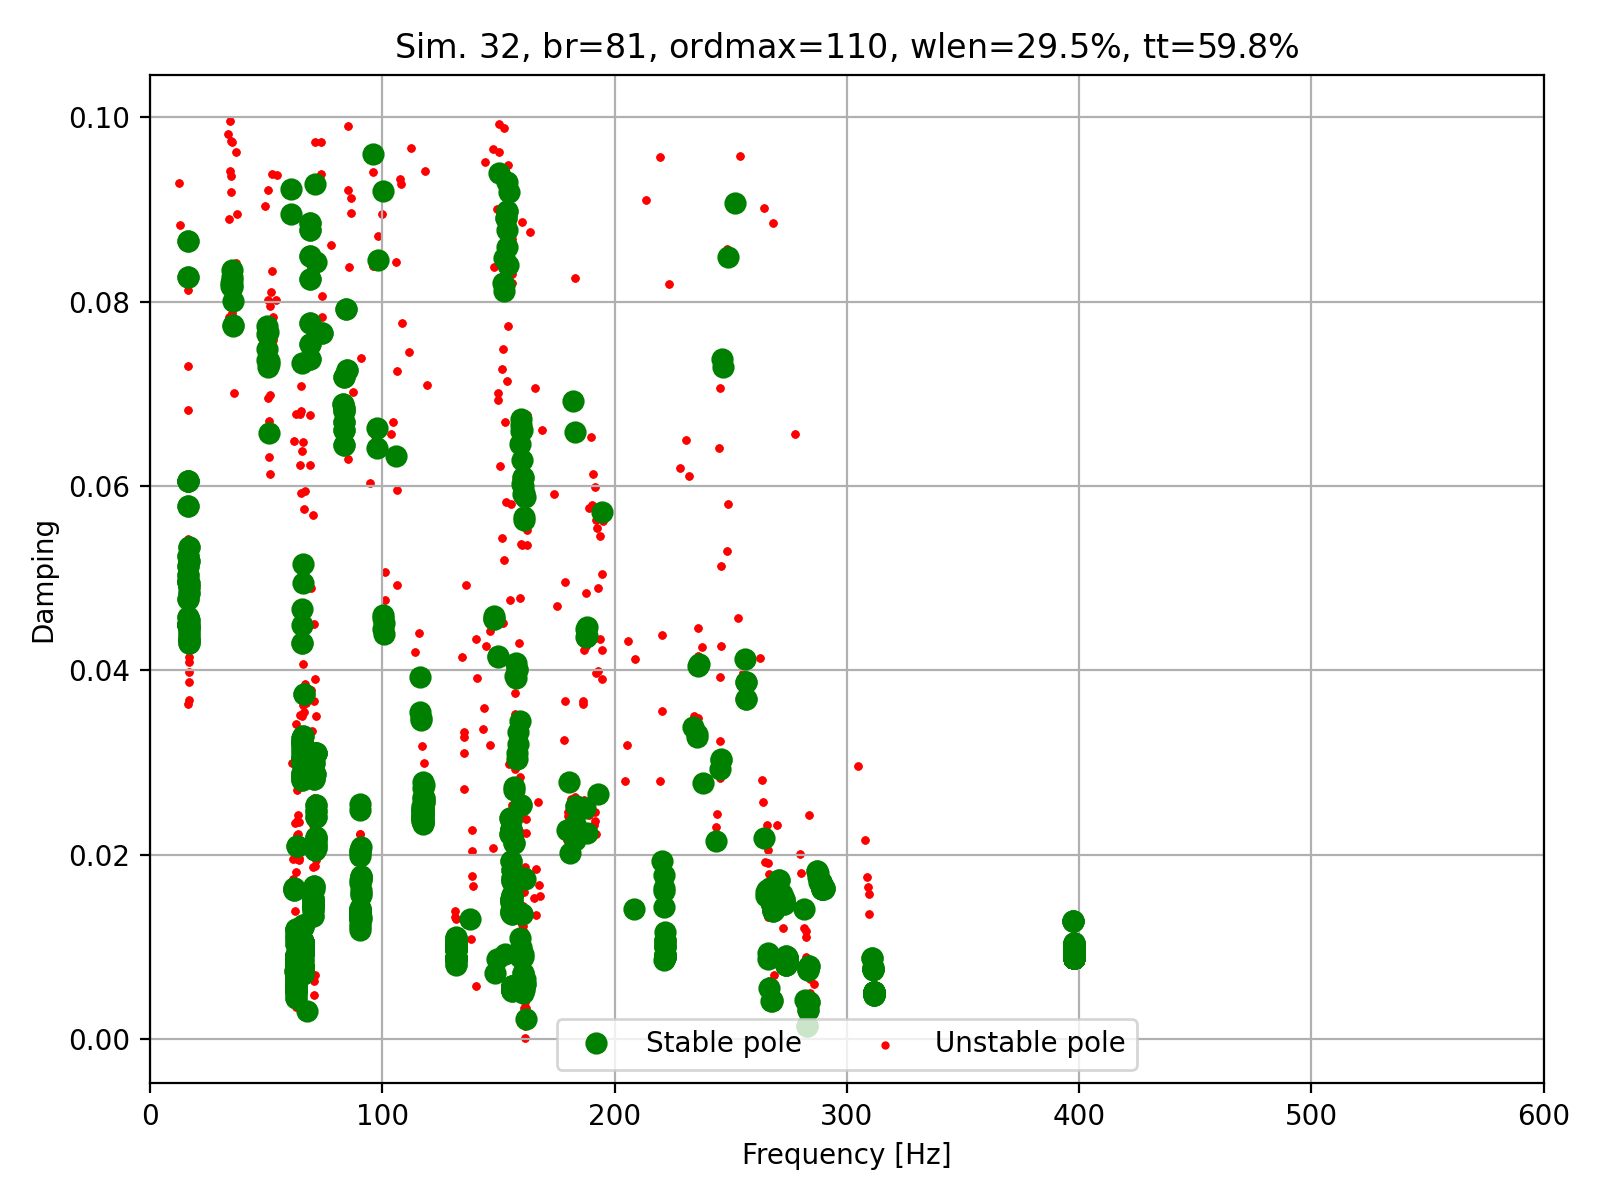 Sim. 32, br=81, ordmax=110, wlen=29.5%, tt=59.8%
0.10
0.08
0.06
0.04
0.02
0.00
Damping
Stable pole
Unstable pole
0
100
200
300
400
500
600
Frequency [Hz]